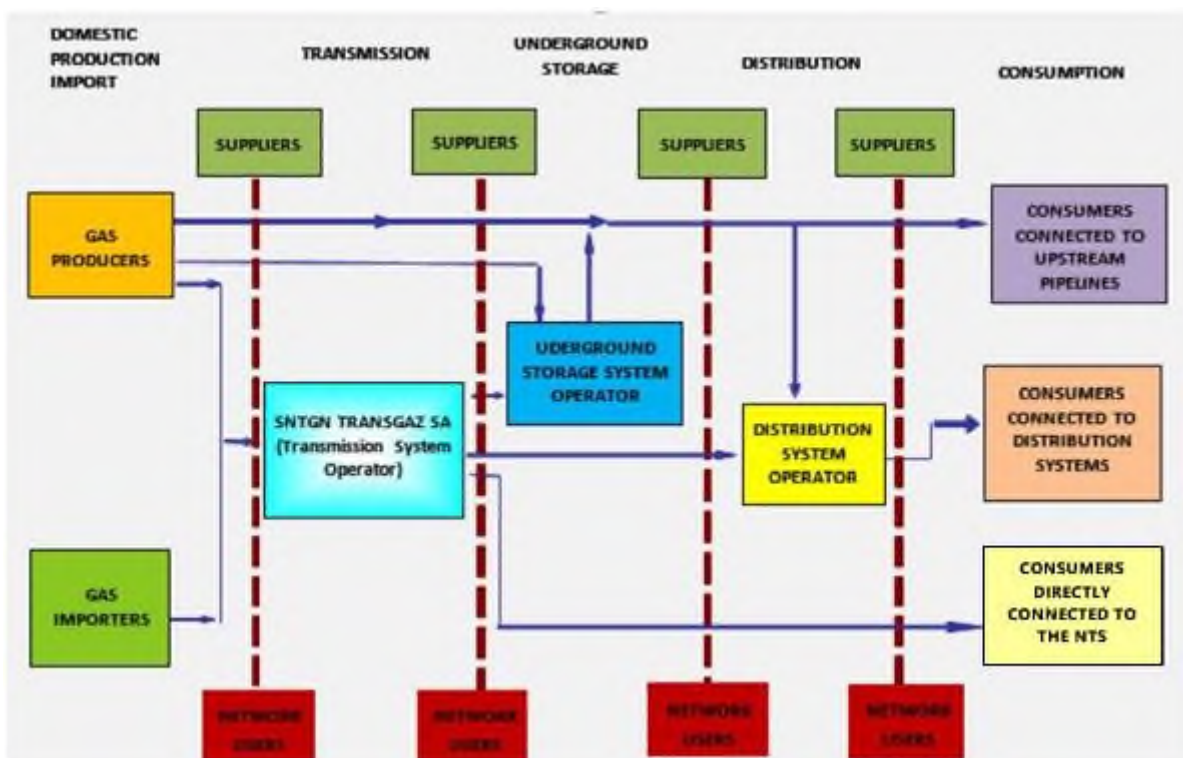 DOMESTIC
PRODUCTION
IMPORT
TRANSMISSION
UNDERGROUND
STORAGE
DISTRIBUTION
CONSUMPTION
SUPPLIERS
SUPPLIERS
SUPPLIERS
SUPPLIERS
GAS
PRODUCERS
CONSUMERS
CONNECTED TO
UPSTREAM
PIPELINES
UDERGROUND
STORAGE SYSTEM
OPERATOR
SNTGN TRANSGAZ SA
(Transmission System
Operator)
DISTRIBUTION
SYSTEM
OPERATOR
CONSUMERS
CONNECTED TO
DISTRIBUTION
SYSTEMS
GAS
IMPORTERS
CONSUMERS
DIRECTLY
CONNECTED TO
THE NTS
NETWORK
USERS
NETWORK
USERS
NETWORK
USERS
NETWORK
USERS